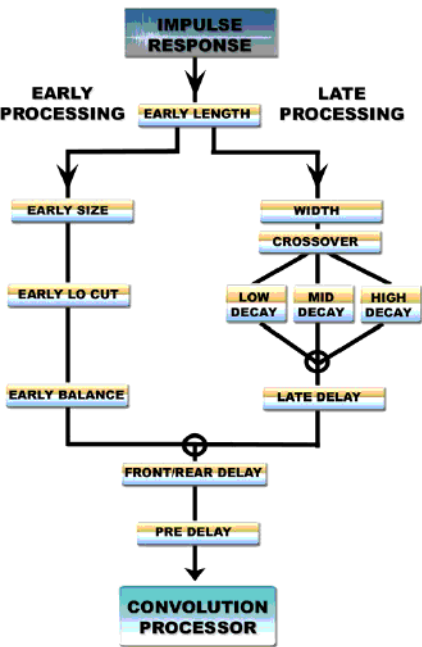 IMPULSE
RESPONSE
EARLY
PROCESSING
LATE
PROCESSING
EARLY LENGTH
EARLY SIZE
WIDTH
CROSSOVER
EARLY LO CUT
LOW
DECAY
MID
DECAY
HIGH
DECAY
EARLY BALANCE
LATE DELAY
FRONT/REAR DELAY
PRE DELAY
CONVOLUTION
PROCESSOR